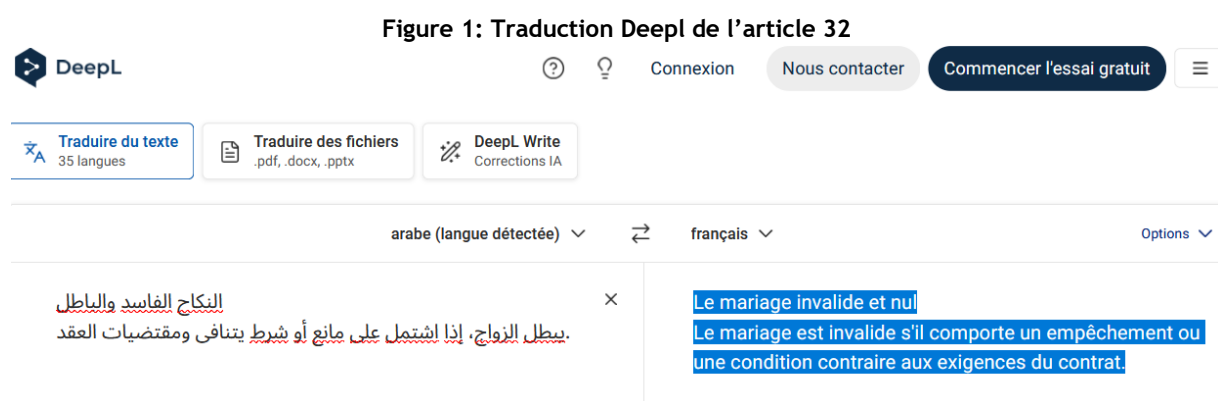 Figure 1: Traduction Deepl de l’article 32
DeepL
Connexion
Nous contacter
Commencer l'essai gratuit
Traduire du texte
35 langues
Traduire des fichiers
.pdf, .docx, .pptx
DeepL Write
Corrections IA
arabe (langue détectée)
français
Options
النكاح الفاسد والباطل
يبطل الزواج، إذا اشتمل على مانع أو شرط يتنافى ومقتضيات العقد.
Le mariage invalide et nul
Le mariage est invalide s'il comporte un empêchement ou
une condition contraire aux exigences du contrat.